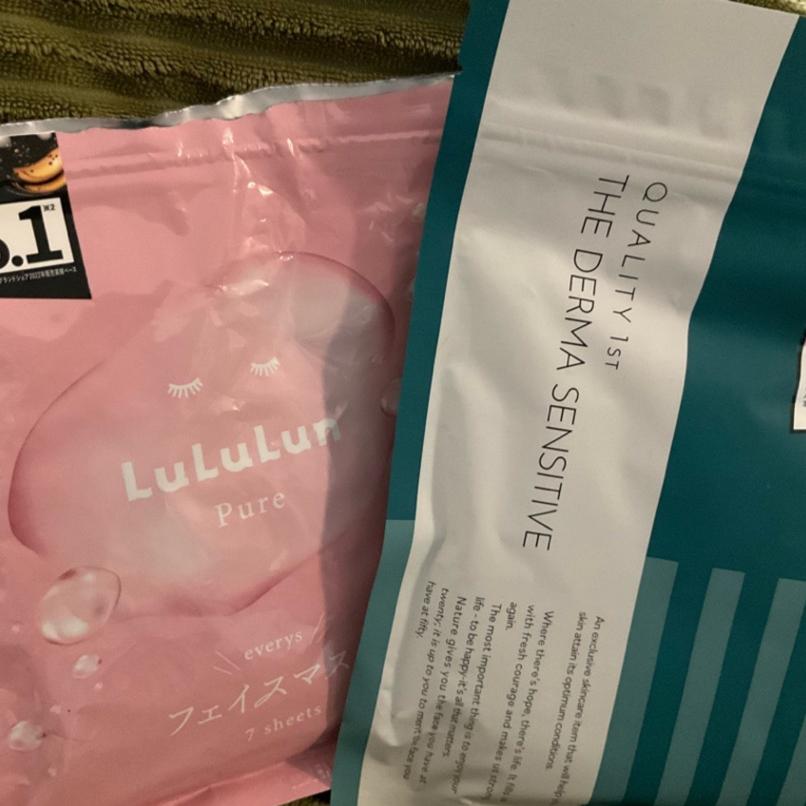 .1
※2
LuLuLun
Pure
everys
フェイスマス
7 sheets
QUALITY 1ST
THE DERMA SENSITIVE
An exclusive skincare item that will help
skin attain its optimum conditions.
Where there's hope, there's life. It fills
with fresh courage and makes us strong
again.
The most important thing is to enjoy your
life - to be happy - it's all that matters.
Nature gives you the face you have at
twenty; it is up to you to merit the face you
have at fifty.